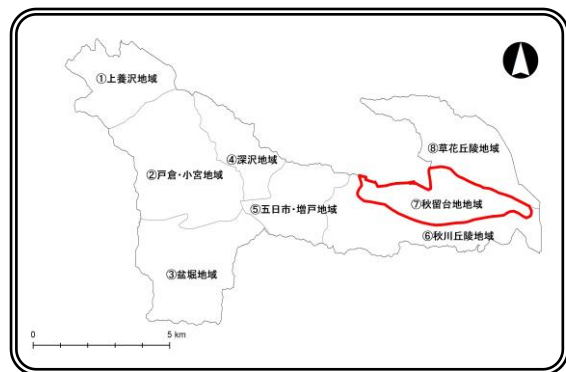 ①上養沢地域
⑧草花丘陵地域
④深沢地域
②戸倉・小宮地域
⑦秋留台地地域
⑤五日市・増戸地域
⑥秋川丘陵地域
③盆堀地域
0 5 km